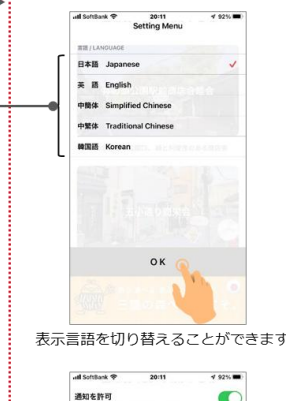 SoftBank 20:11 92%
Setting Menu
言語 / LANGUAGE
日本語 Japanese
英 語 English
中簡体 Simplified Chinese
中繁体 Traditional Chinese
韓国語 Korean
OK
表示言語を切り替えることができます
SoftBank 20:11 92%
通知を許可